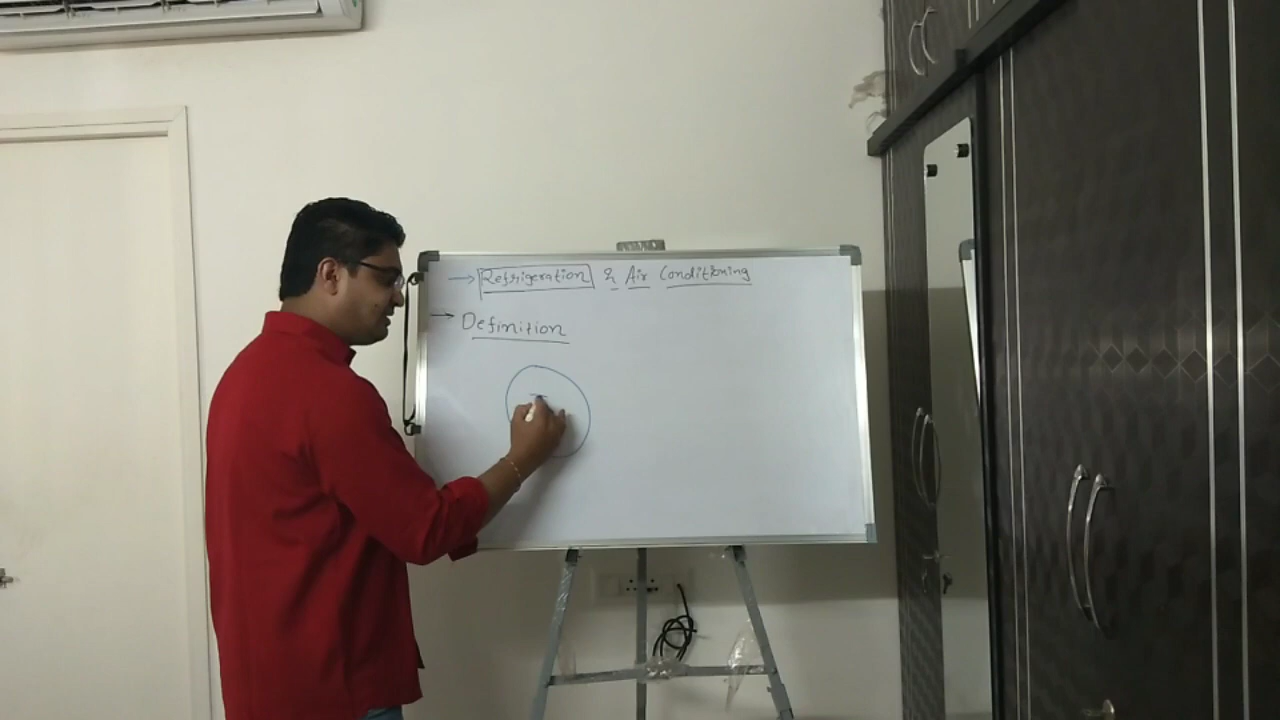 → Refrigeration & Air Conditioning
→ Definition